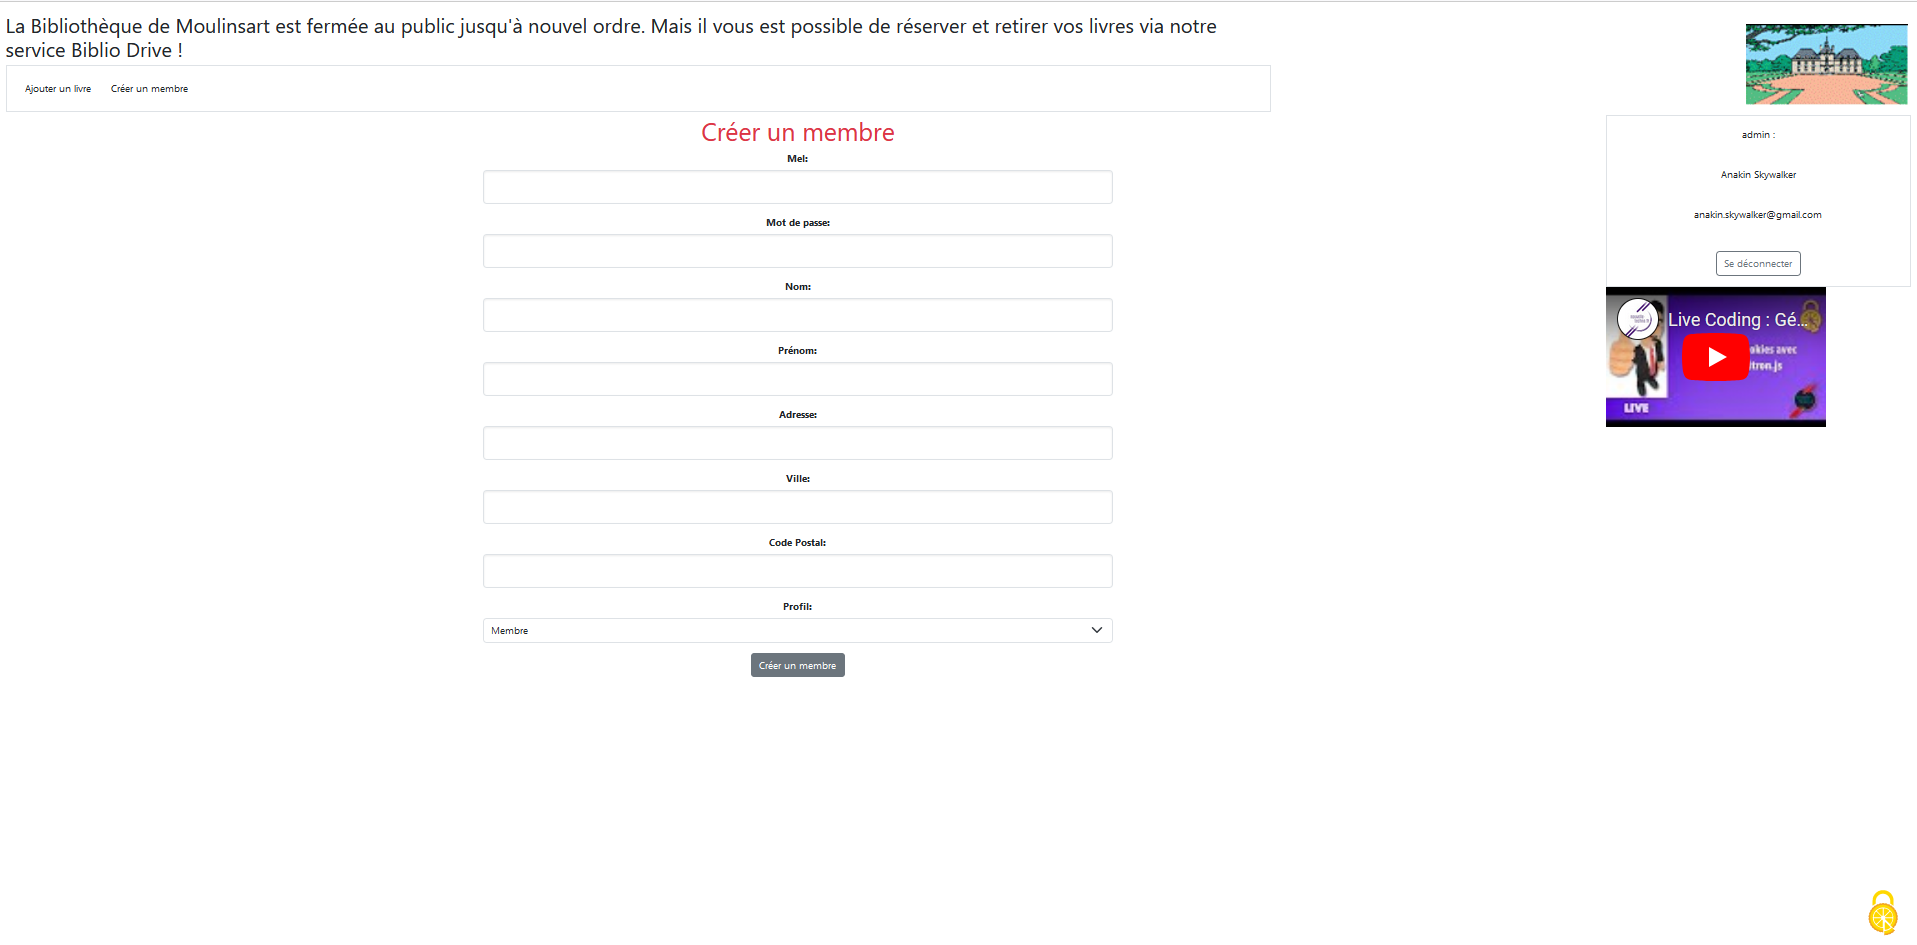 La Bibliothèque de Moulinsart est fermée au public jusqu'à nouvel ordre. Mais il vous est possible de réserver et retirer vos livres via notre
service Biblio Drive !
Ajouter un livre Créer un membre
Créer un membre
Mel:
Mot de passe:
Nom:
Prénom:
Adresse:
Ville:
Code Postal:
Profil:
Membre
Créer un membre
admin :
Anakin Skywalker
anakin.skywalker@gmail.com
Se déconnecter
Live Coding : Gé...
okies avec
itron.js
LIVE